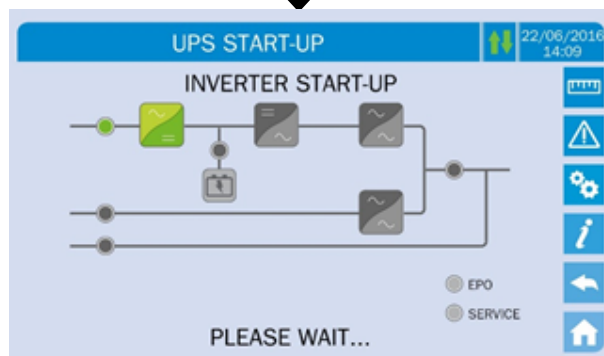 UPS START-UP
22/06/2016
14:09
INVERTER START-UP
EPO
SERVICE
PLEASE WAIT...